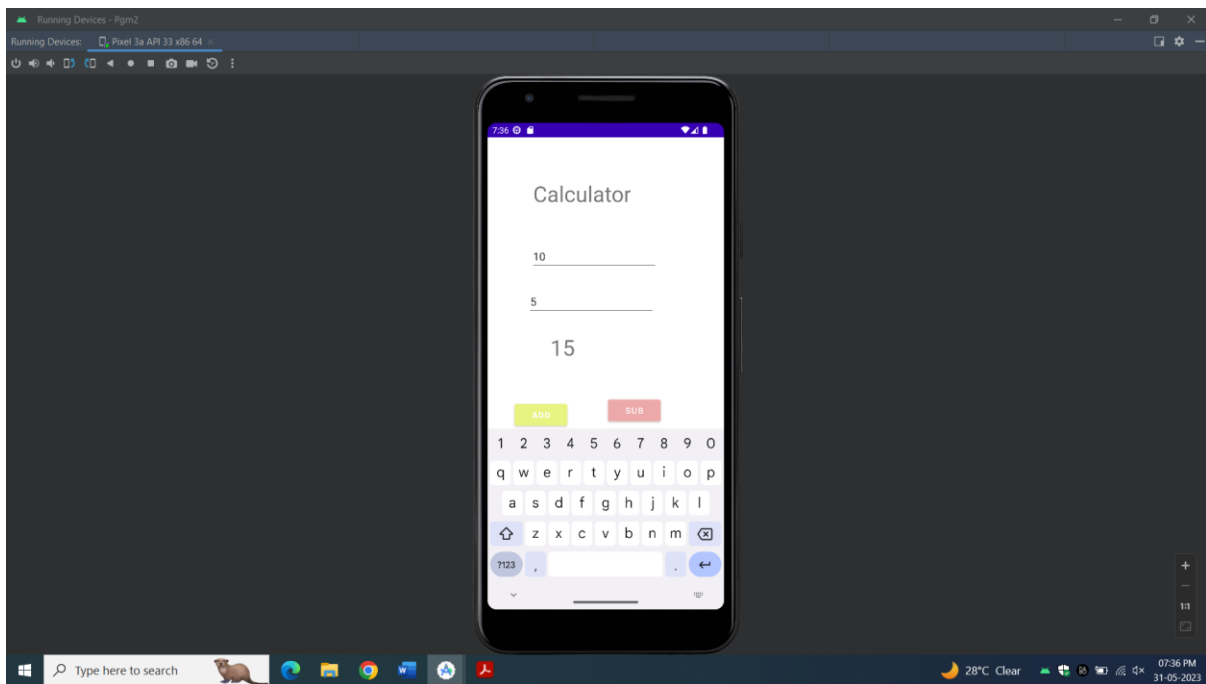 Running Devices - Pgm2
Running Devices: Pixel 3a API 33 x86 64
7:36
Calculator
10
5
15
ADD SUB
1 2 3 4 5 6 7 8 9 0
q w e r t y u i o p
a s d f g h j k l
z x c v b n m
?123 , .
1:1
Type here to search
28°C Clear
07:36 PM
31-05-2023